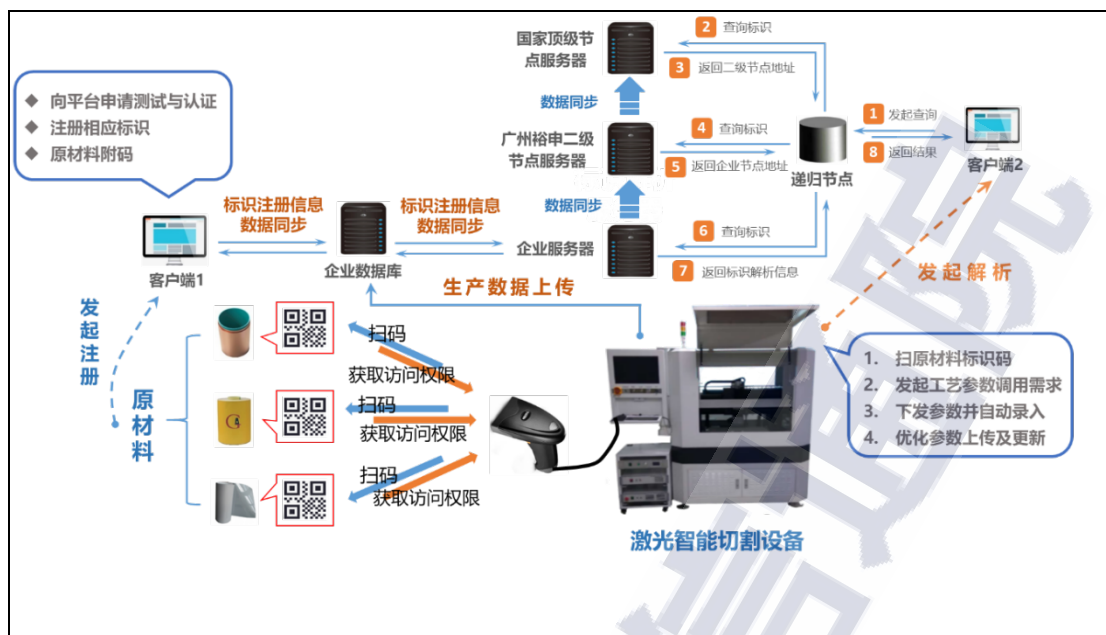 国家顶级节
点服务器
2 查询标识
3 返回二级节点地址
◆ 向平台申请测试与认证
◆ 注册相应标识
◆ 原材料附码
数据同步
广州裕申二级
节点服务器
4 查询标识
5 返回企业节点地址
1 发起查询
8 返回结果
递归节点
客户端2
标识注册信息
数据同步
标识注册信息
数据同步
数据同步
客户端1
企业数据库
企业服务器
6 查询标识
7 返回标识解析信息
生产数据上传
发起解析
发起注册
原材料
扫码
获取访问权限
扫码
获取访问权限
扫码
获取访问权限
1. 扫原材料标识码
2. 发起工艺参数调用需求
3. 下发参数并自动录入
4. 优化参数上传及更新
激光智能切割设备